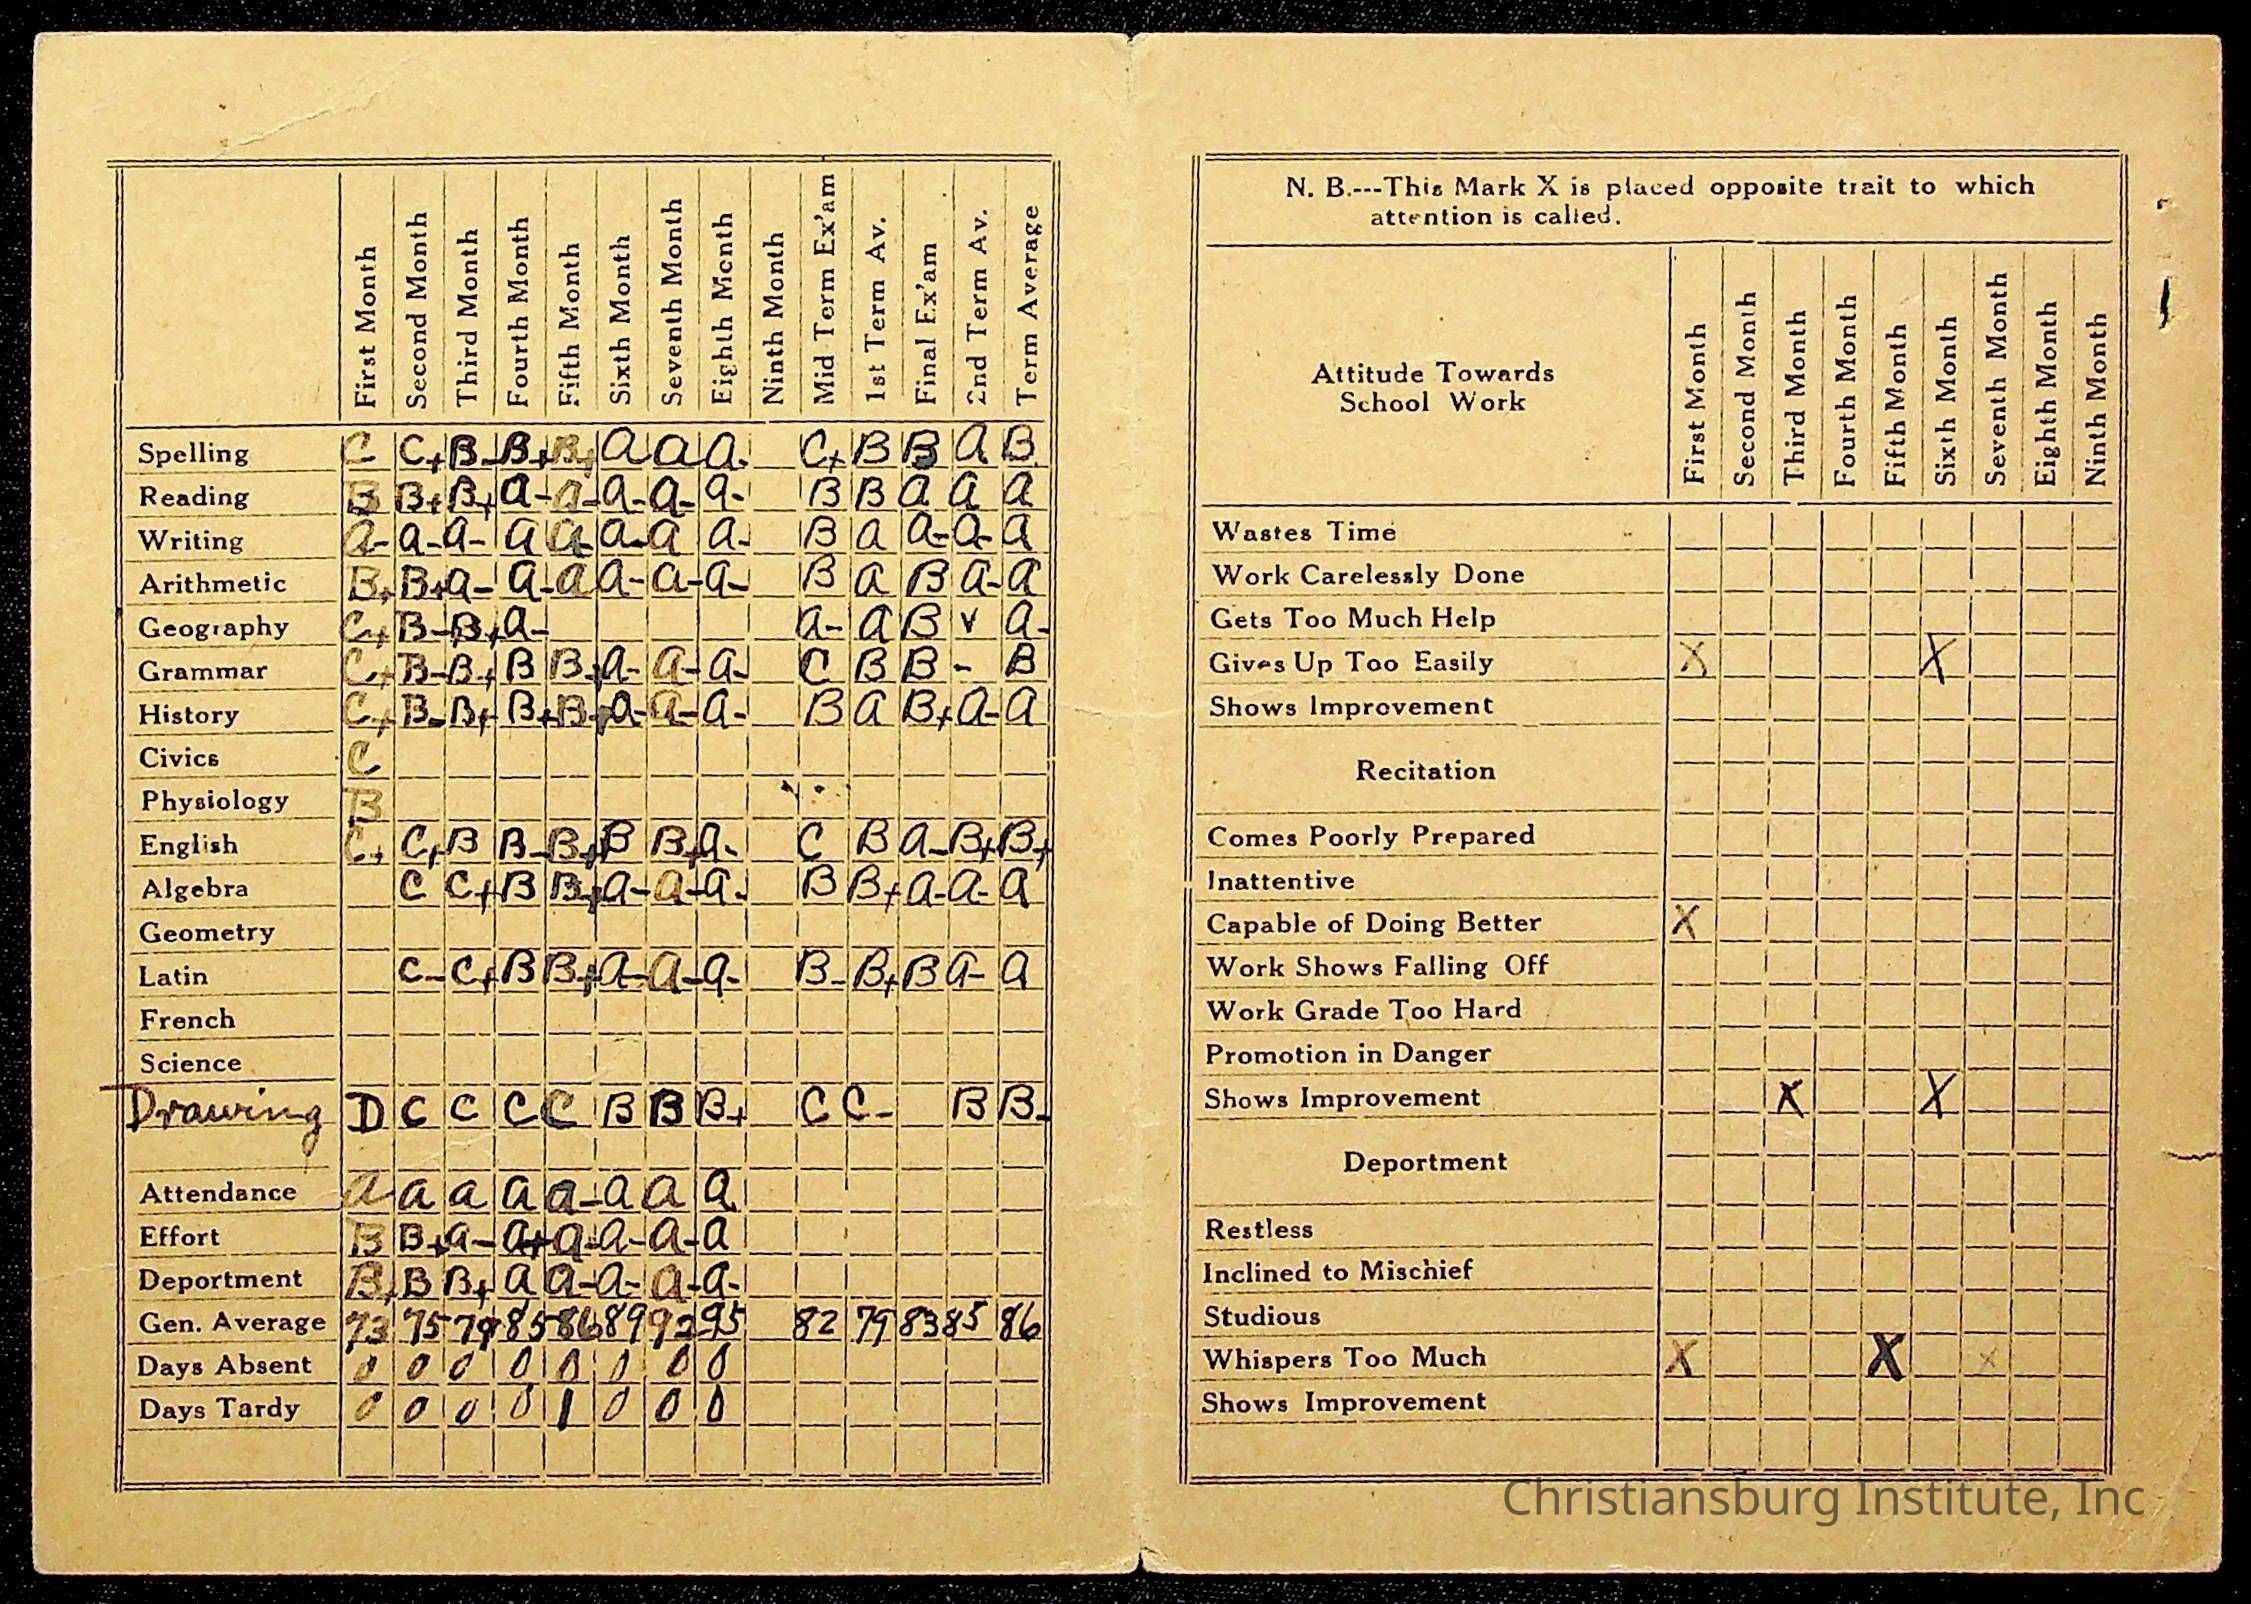 First Month Second Month Third Month Fourth Month Fifth Month Sixth Month Seventh Month Eighth Month Ninth Month Mid Term Ex'am 1st Term Av. Final Ex'am 2nd Term Av. Term Average
Spelling C C+ B- B+ B+ a a a- C+ B B a B
Reading B B+ B+ a- a- a- a- a- B B a a a
Writing a- a- a- a a- a- a a- B a a- a- a
Arithmetic B+ B+ a- a- a a- a- a- B a B a- a
Geography C+ B- B+ a- a- a B v a-
Grammar C+ B- B+ B B+ a- a- a- C B B - B
History C+ B- B+ B+ B+ a- a- a- B a B+ a- a
Civics C
Physiology B
English C+ C+ B B- B+ B B+ a- C B a- B+ B+
Algebra C C+ B B+ a- a- a- B B+ a- a- a
Geometry
Latin C- C+ B B+ a- a- a- B- B+ B a- a
French
Science
Drawing D C C C C B B B+ C C- B B-
Attendance a a a a a- a a a
Effort B B+ a- a+ a- a- a- a
Deportment B+ B B+ a a- a- a- a-
Gen. Average 73 75 79 85 86 89 92 95 82 79 83 85 86
Days Absent 0 0 0 0 0 0 0 0
Days Tardy 0 0 0 0 1 0 0 0
N. B.---This Mark X is placed opposite trait to which
attention is called.
Attitude Towards
School Work
First Month Second Month Third Month Fourth Month Fifth Month Sixth Month Seventh Month Eighth Month Ninth Month
Wastes Time
Work Carelessly Done
Gets Too Much Help
Gives Up Too Easily X X
Shows Improvement
Recitation
Comes Poorly Prepared
Inattentive
Capable of Doing Better X
Work Shows Falling Off
Work Grade Too Hard
Promotion in Danger
Shows Improvement X X
Deportment
Restless
Inclined to Mischief
Studious
Whispers Too Much X X X
Shows Improvement
Christiansburg Institute, Inc